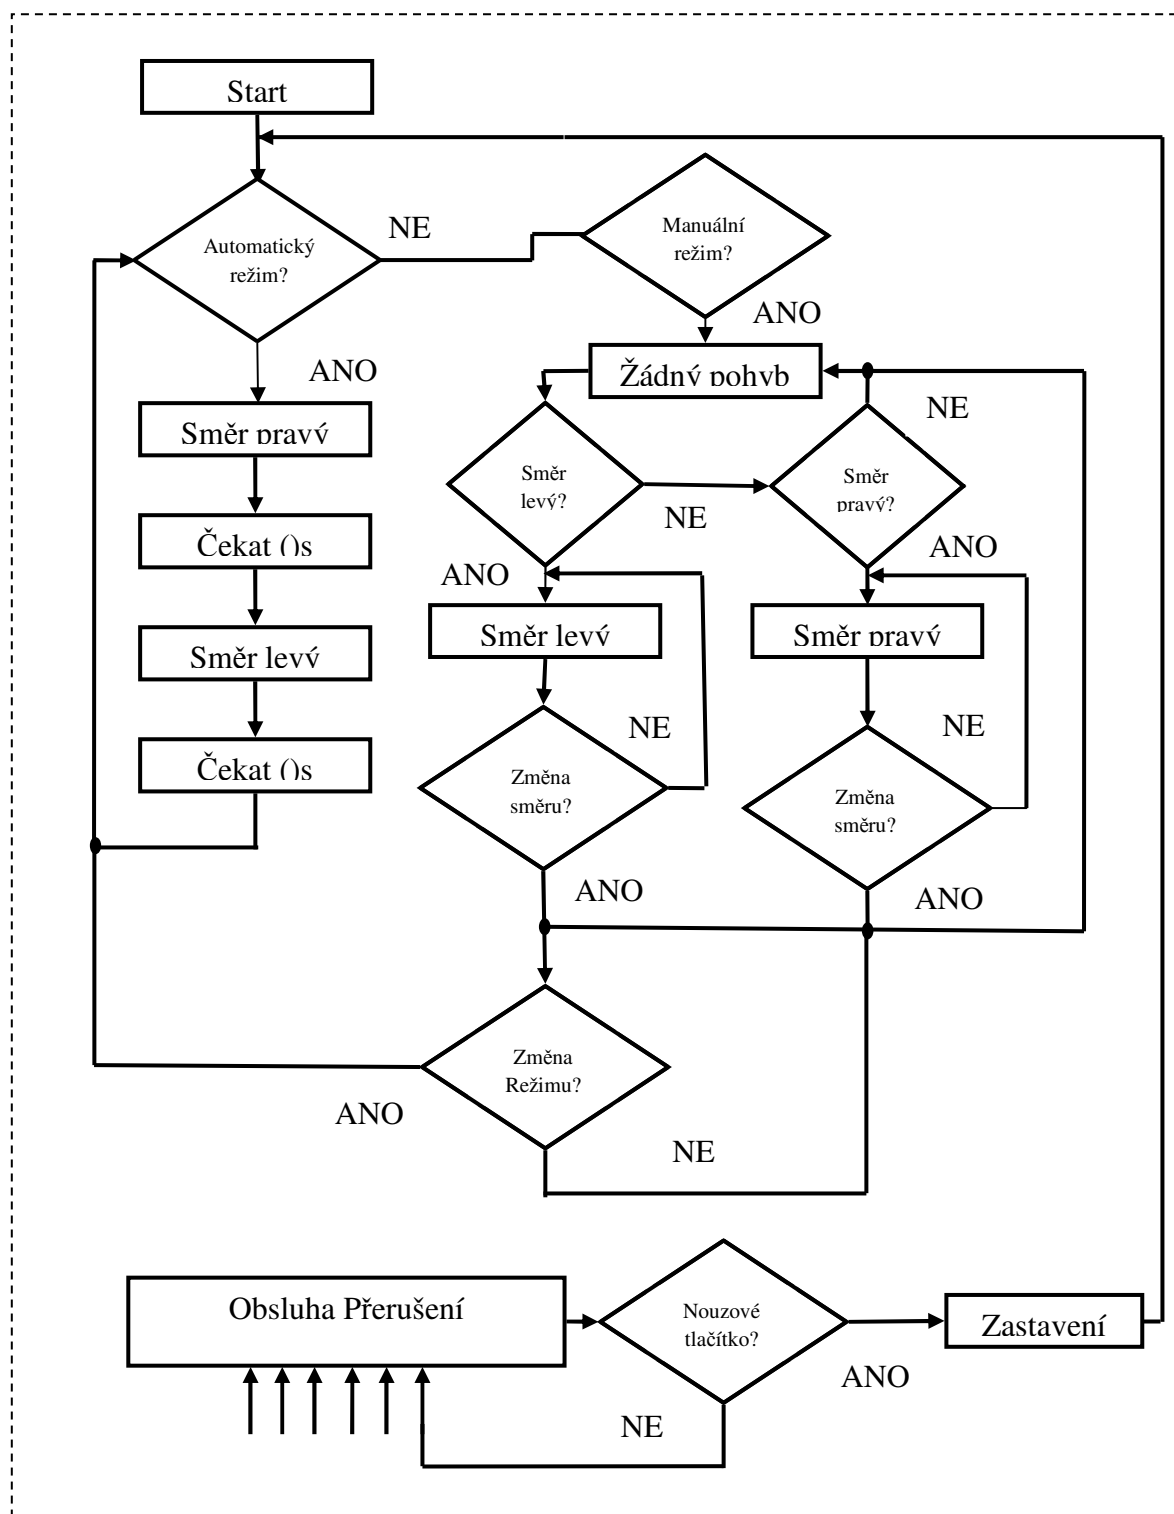 Start
Automatický
režim?
NE
Manuální
režim?
ANO
ANO
Žádný pohyb
NE
Směr pravý
Směr
levý?
NE
Směr
pravý?
ANO
ANO
Čekat ()s
Směr levý
Směr pravý
Směr levý
NE
NE
Čekat ()s
Změna
směru?
Změna
směru?
ANO
ANO
Změna
Režimu?
ANO
NE
Obsluha Přerušení
Nouzové
tlačítko?
Zastavení
ANO
NE